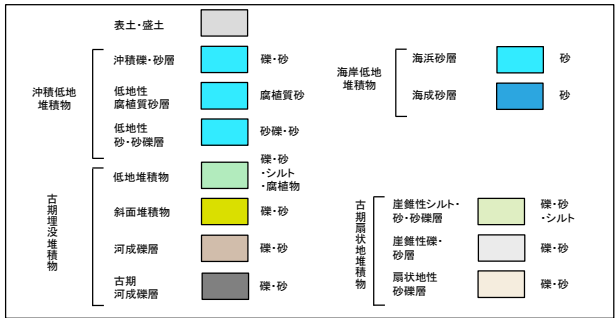 表土・盛土
沖積低地
堆積物
沖積礫・砂層
礫・砂
低地性
腐植質砂層
腐植質砂
低地性
砂・砂礫層
砂礫・砂
古期埋没堆積物
低地堆積物
礫・砂
・シルト
・腐植物
斜面堆積物
礫・砂
河成礫層
礫・砂
古期
河成礫層
礫・砂
海岸低地
堆積物
海浜砂層
砂
海成砂層
砂
古期扇状地堆積物
崖錐性シルト・
砂・砂礫層
礫・砂
・シルト
崖錐性礫・
砂層
礫・砂
扇状地性
砂礫層
礫・砂